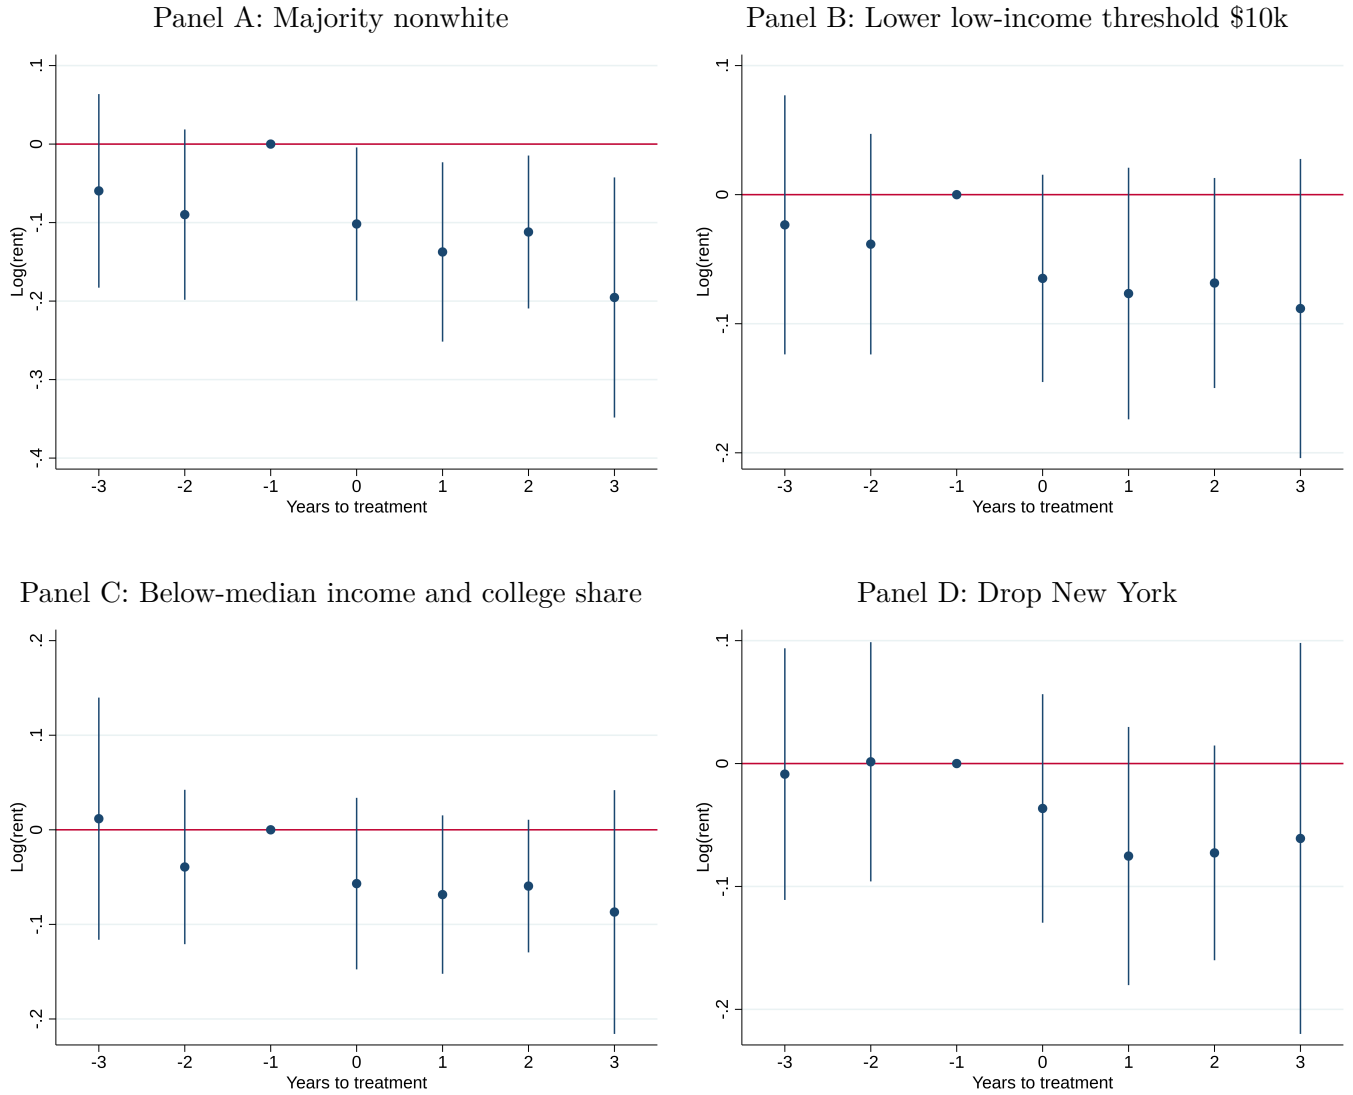 Panel A: Majority nonwhite
.1
0
-.1
-.2
-.3
-.4
Log(rent)
-3 -2 -1 0 1 2 3
Years to treatment
Panel B: Lower low-income threshold $10k
.1
0
-.1
-.2
Log(rent)
-3 -2 -1 0 1 2 3
Years to treatment
Panel C: Below-median income and college share
.2
.1
0
-.1
-.2
Log(rent)
-3 -2 -1 0 1 2 3
Years to treatment
Panel D: Drop New York
.1
0
-.1
-.2
Log(rent)
-3 -2 -1 0 1 2 3
Years to treatment